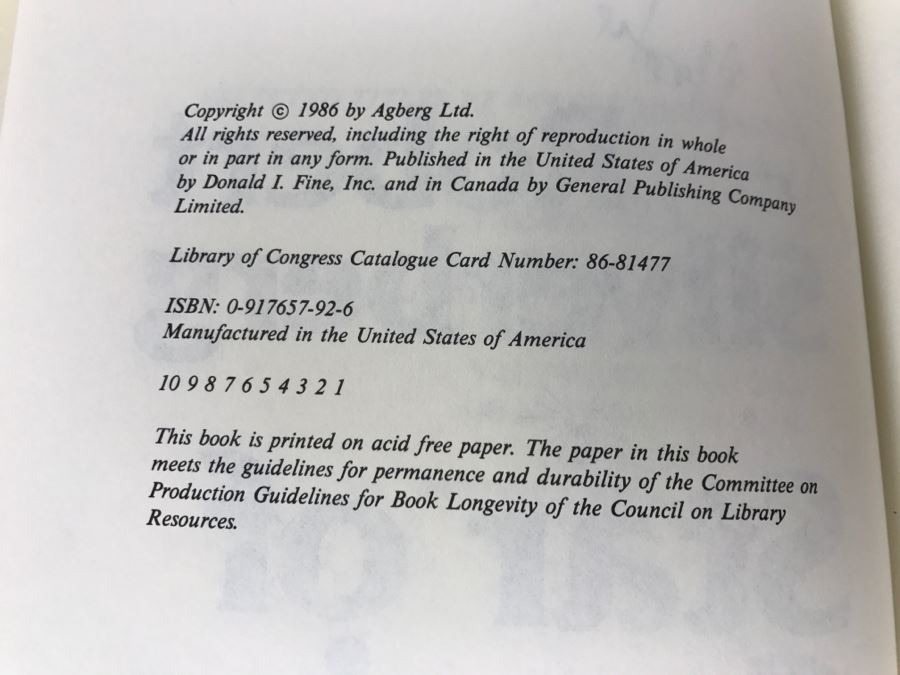 Copyright © 1986 by Agberg Ltd.
All rights reserved, including the right of reproduction in whole
or in part in any form. Published in the United States of America
by Donald I. Fine, Inc. and in Canada by General Publishing Company
Limited.
Library of Congress Catalogue Card Number: 86-81477
ISBN: 0-917657-92-6
Manufactured in the United States of America
10 9 8 7 6 5 4 3 2 1
This book is printed on acid free paper. The paper in this book
meets the guidelines for permanence and durability of the Committee on
Production Guidelines for Book Longevity of the Council on Library
Resources.